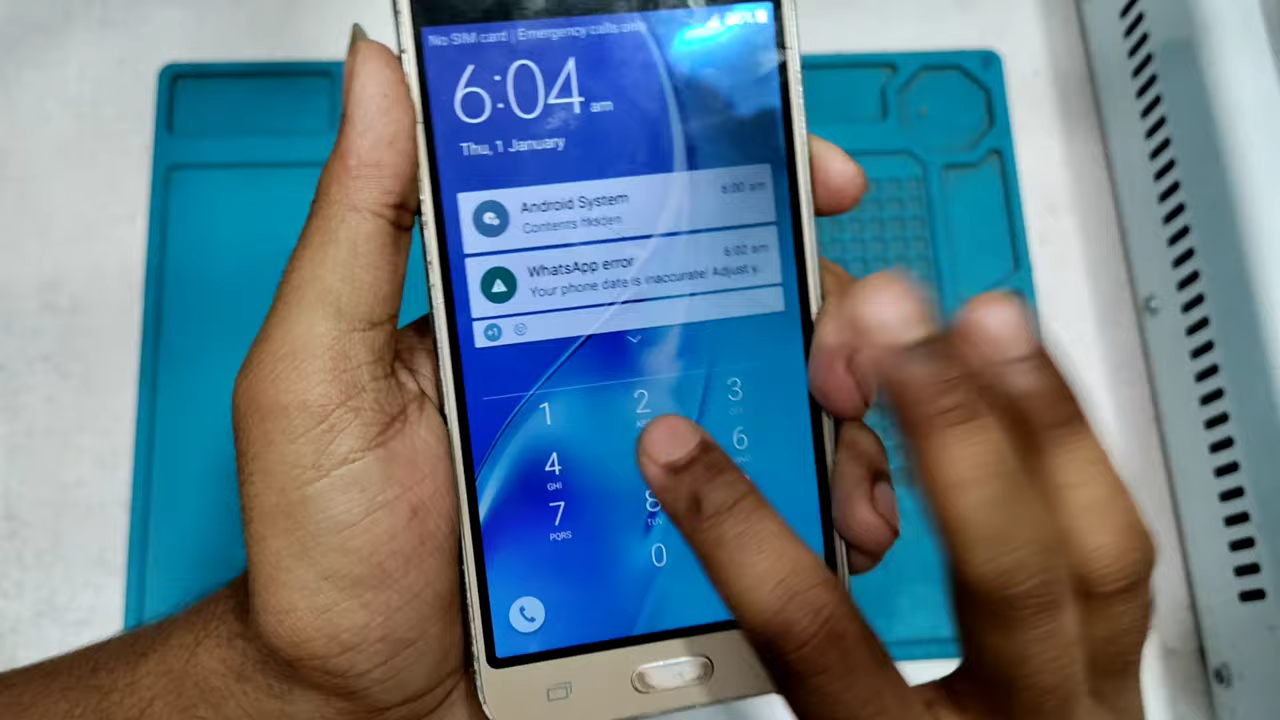 No SIM card | Emergency calls only
6:04 am
Thu, 1 January
Android System 6:00 am
Contents hidden
WhatsApp error 6:02 am
Your phone date is inaccurate! Adjust y...
+1 @
1 2 3
4 6
GHI
7 8
PQRS TUV
0